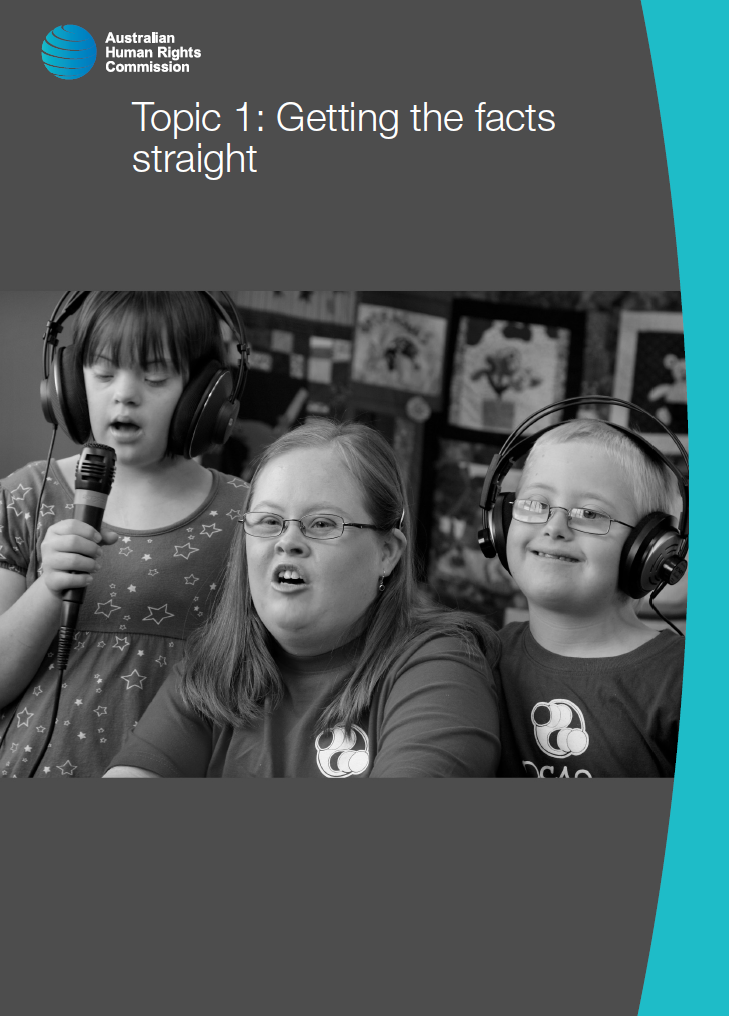 Australian
Human Rights
Commission
Topic 1: Getting the facts
straight